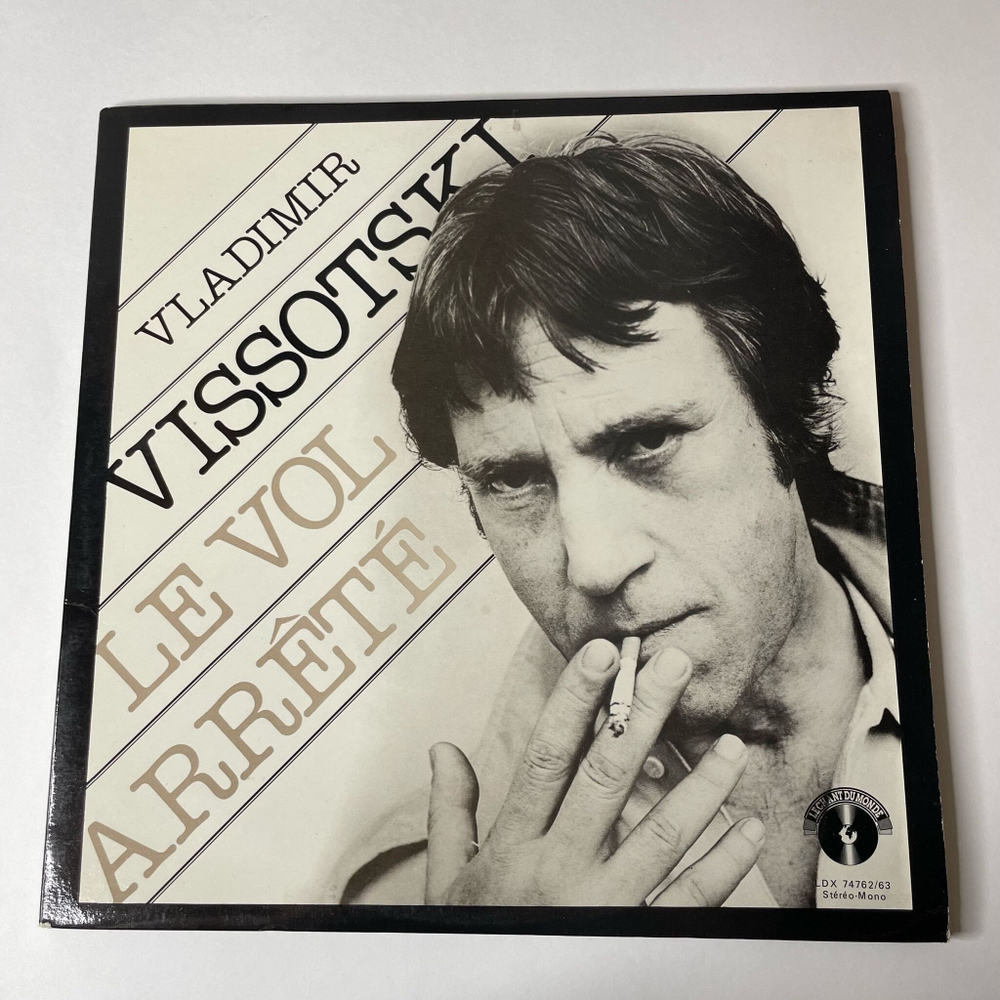 VLADIMIR
VISSOTSKI
LE VOL
ARRÊTÉ
LE CHANT DU MONDE
LDX 74762/63
Stéréo-Mono